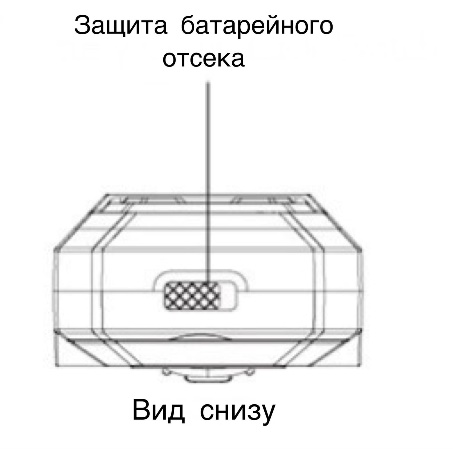 Защита батарейного
отсека
Вид снизу